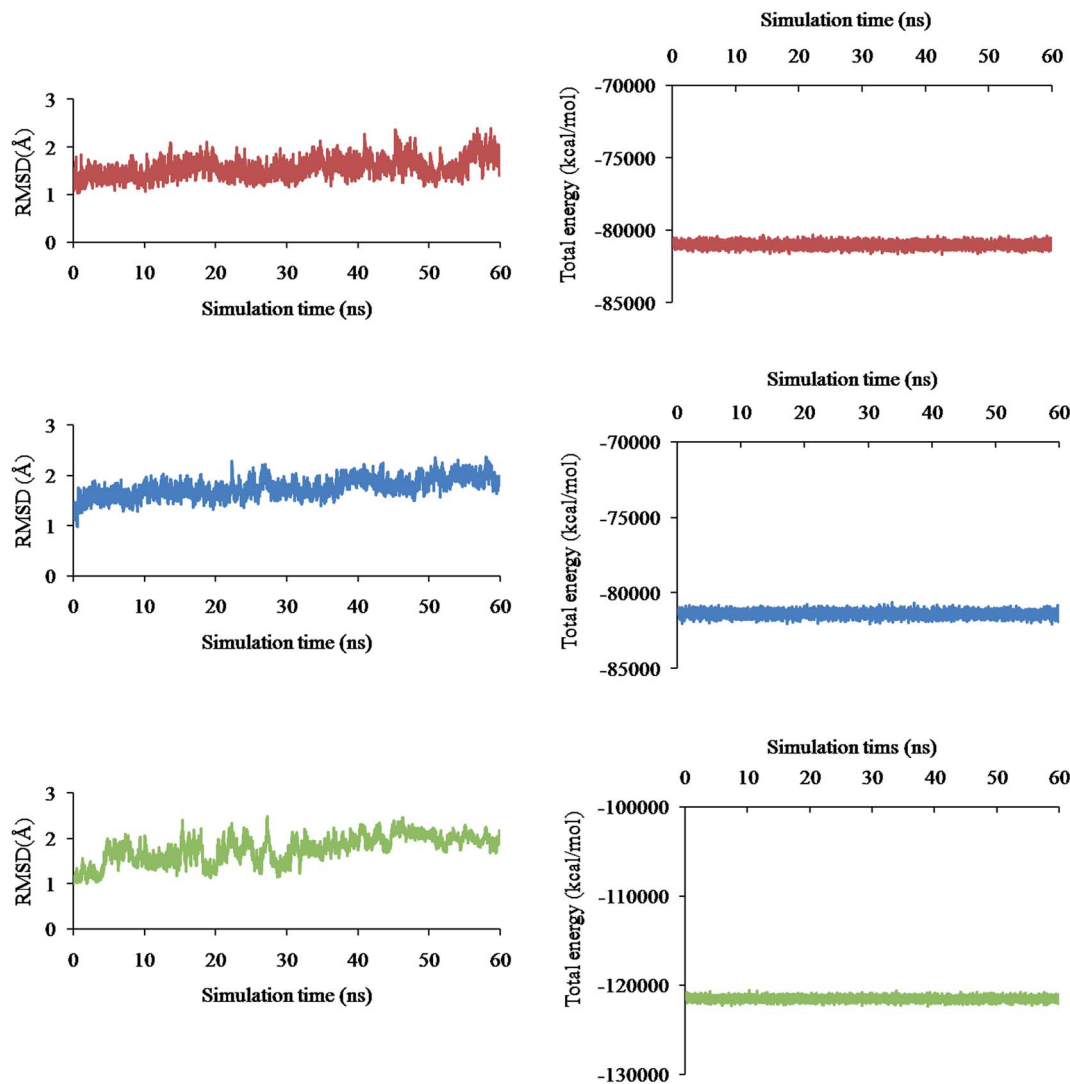 3
2
1
0
RMSD(Å)
0 10 20 30 40 50 60
Simulation time (ns)
Simulation time (ns)
0 10 20 30 40 50 60
-70000
-75000
-80000
-85000
Total energy (kcal/mol)
3
2
1
0
RMSD (Å)
0 10 20 30 40 50 60
Simulation time (ns)
Simulation time (ns)
0 10 20 30 40 50 60
-70000
-75000
-80000
-85000
Total energy (kcal/mol)
3
2
1
0
RMSD(Å)
0 10 20 30 40 50 60
Simulation time (ns)
Simulation tims (ns)
0 10 20 30 40 50 60
-100000
-110000
-120000
-130000
Total energy (kcal/mol)